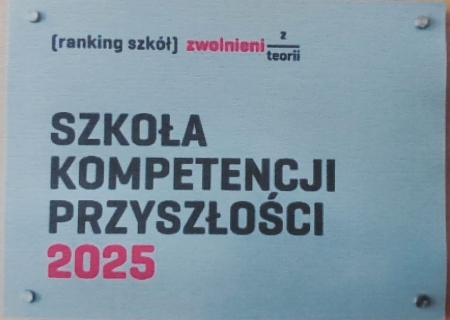 (ranking szkół) zwolnieni z teorii
SZKOŁA
KOMPETENCJI
PRZYSZŁOŚCI
2025